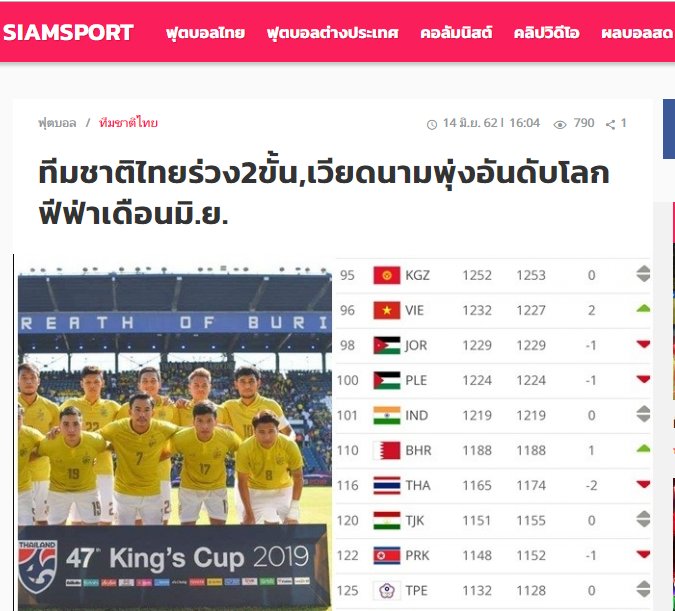 SIAMSPORT ฟุตบอลไทย ฟุตบอลต่างประเทศ คอลัมนิสต์ คลิปวิดีโอ ผลบอลสด
ฟุตบอล / ทีมชาติไทย 14 มิ.ย. 62 | 16:04 790 1
ทีมชาติไทยร่วง2ขั้น,เวียดนามพุ่งอันดับโลก
ฟีฟ่าเดือนมิ.ย.
REATH OF BURI
19 7 17 8
THAILAND
47th King's Cup 2019
95 KGZ 1252 1253 0
96 VIE 1232 1227 2
98 JOR 1229 1229 -1
100 PLE 1224 1224 -1
101 IND 1219 1219 0
110 BHR 1188 1188 1
116 THA 1165 1174 -2
120 TJK 1151 1155 0
122 PRK 1148 1152 -1
125 TPE 1132 1128 0